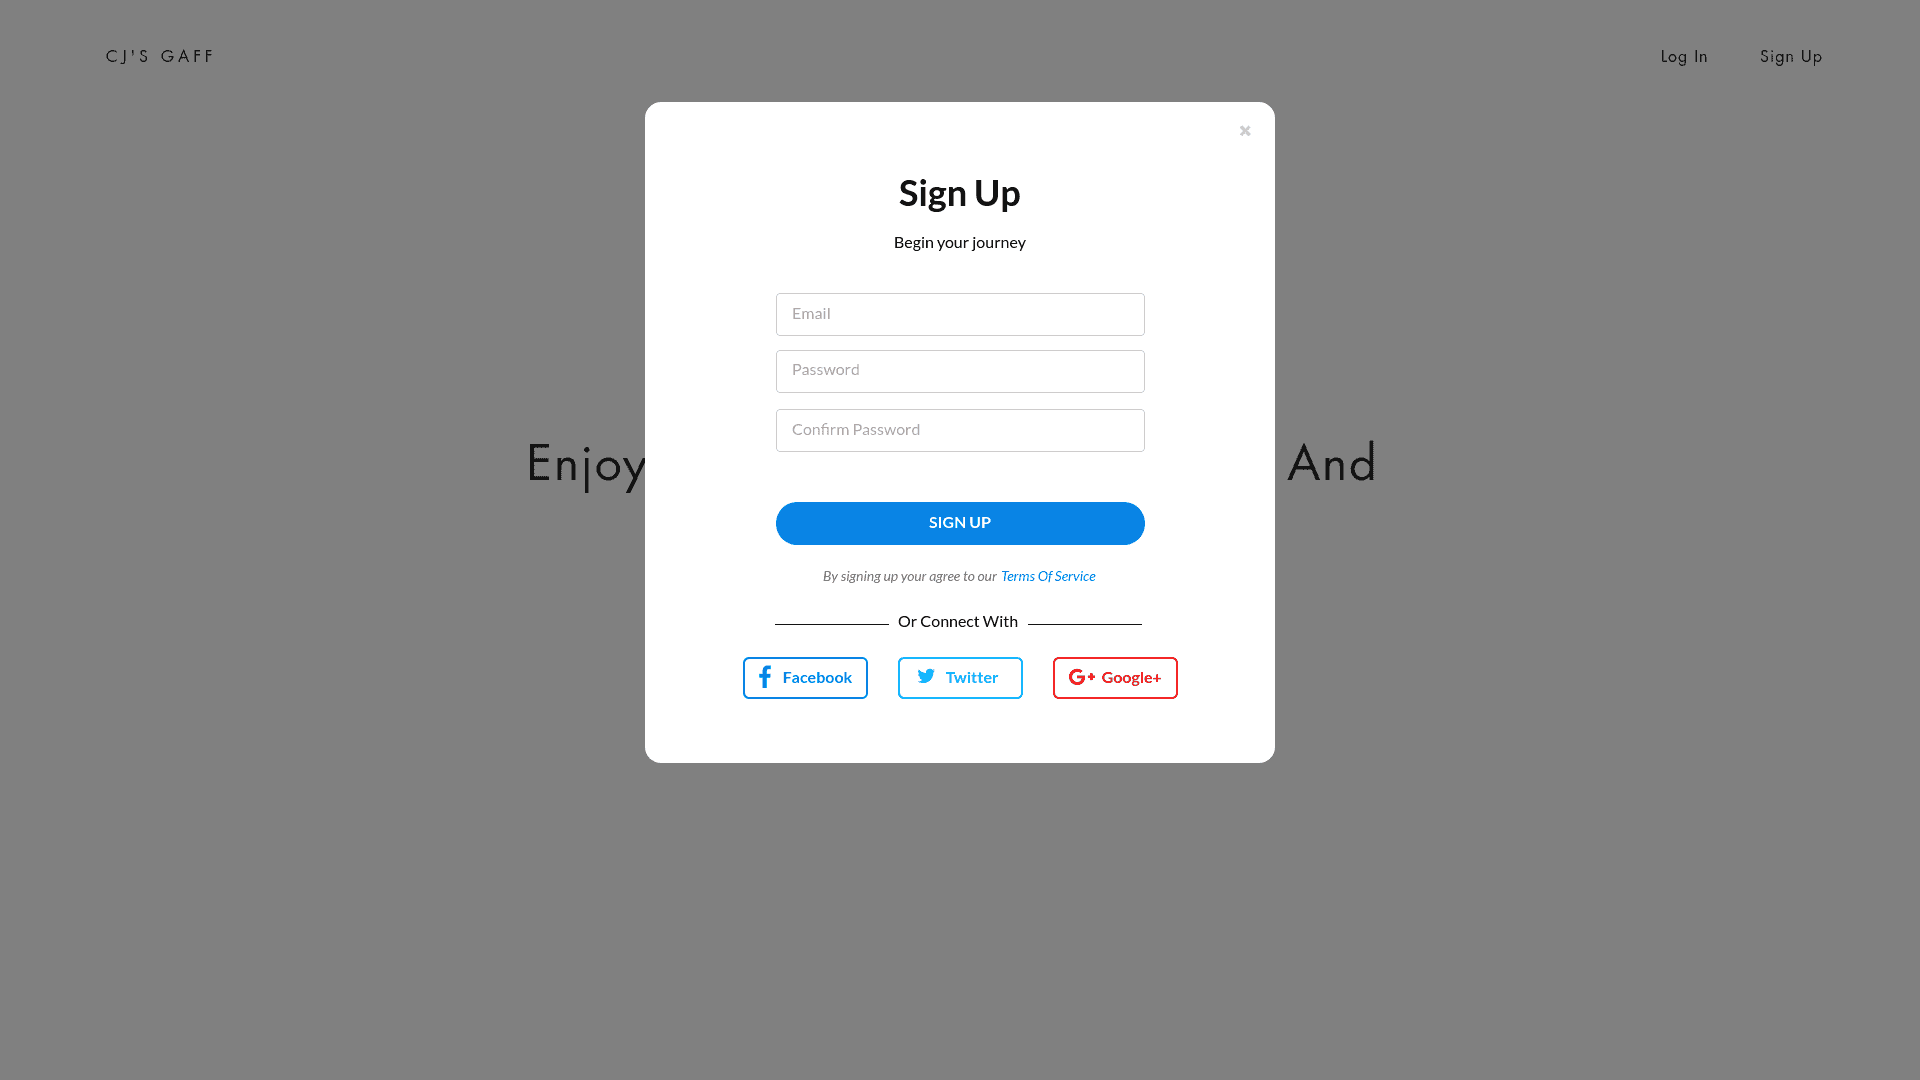 CJ'S GAFF
Log In
Sign Up
Sign Up
Begin your journey
Email
Password
Confirm Password
Enjoy
And
SIGN UP
By signing up your agree to our Terms Of Service
Or Connect With
Facebook
Twitter
G+ Google+